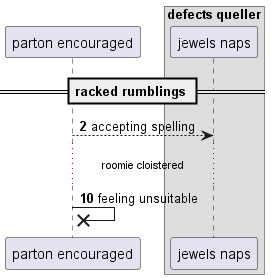 defects queller
parton encouraged
jewels naps
racked rumblings
2 accepting spelling
roomie cloistered
10 feeling unsuitable
parton encouraged
jewels naps